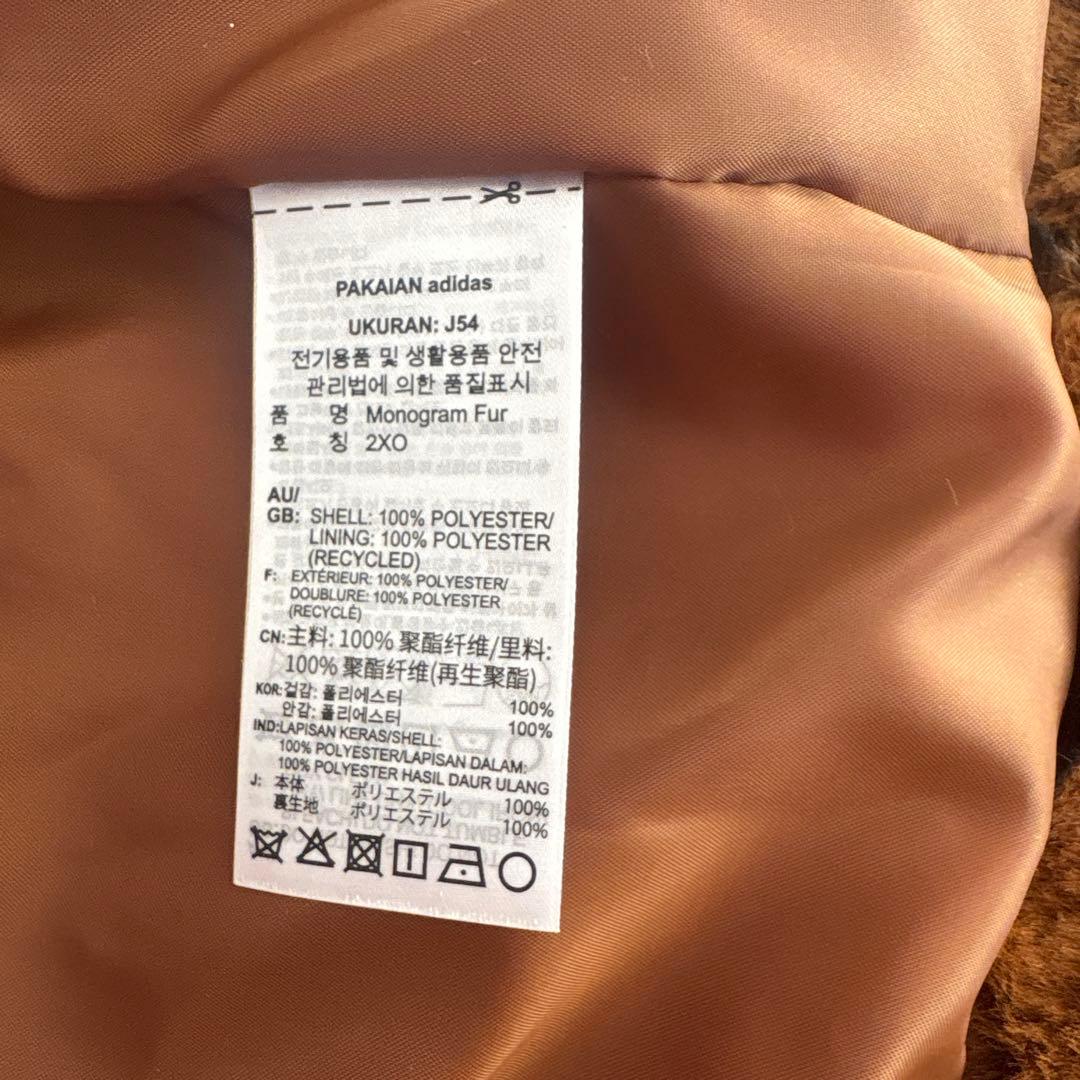 PAKAIAN adidas
UKURAN: J54
전기용품 및 생활용품 안전
관리법에 의한 품질표시
품 명 Monogram Fur
호 칭 2XO
AU/
GB: SHELL: 100% POLYESTER/
LINING: 100% POLYESTER
(RECYCLED)
F: EXTÉRIEUR: 100% POLYESTER/
DOUBLURE: 100% POLYESTER
(RECYCLÉ)
CN: 主料: 100% 聚酯纤维/里料:
100% 聚酯纤维(再生聚酯)
KOR: 겉감: 폴리에스터 100%
안감: 폴리에스터 100%
IND: LAPISAN KERAS/SHELL:
100% POLYESTER/LAPISAN DALAM:
100% POLYESTER HASIL DAUR ULANG
J: 本体 ポリエステル 100%
裏生地 ポリエステル 100%